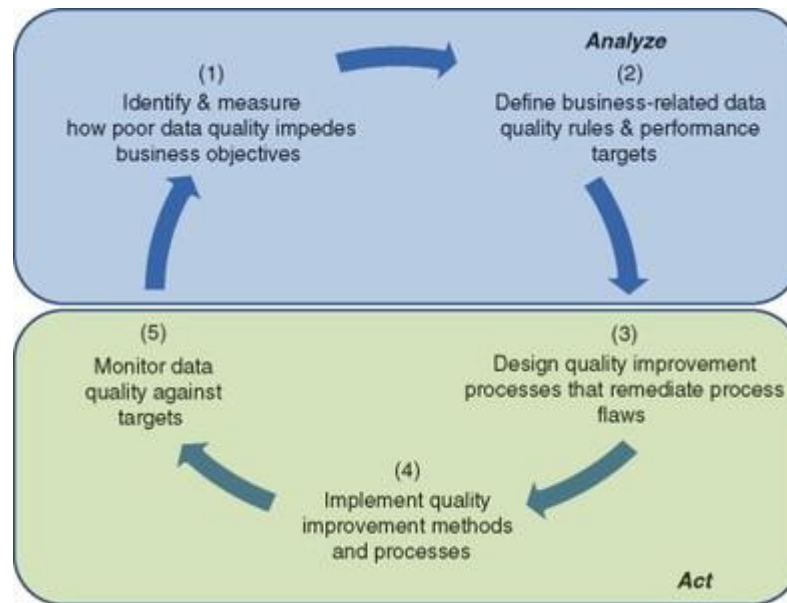 Analyze
(1)
Identify & measure
how poor data quality impedes
business objectives
(2)
Define business-related data
quality rules & performance
targets
(3)
Design quality improvement
processes that remediate process
flaws
(4)
Implement quality
improvement methods
and processes
(5)
Monitor data
quality against
targets
Act